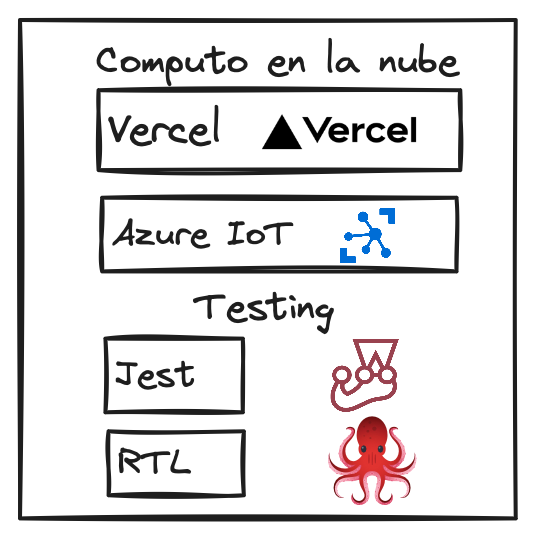 Computo en la nube
Vercel Vercel
Azure IoT
Testing
Jest
RTL